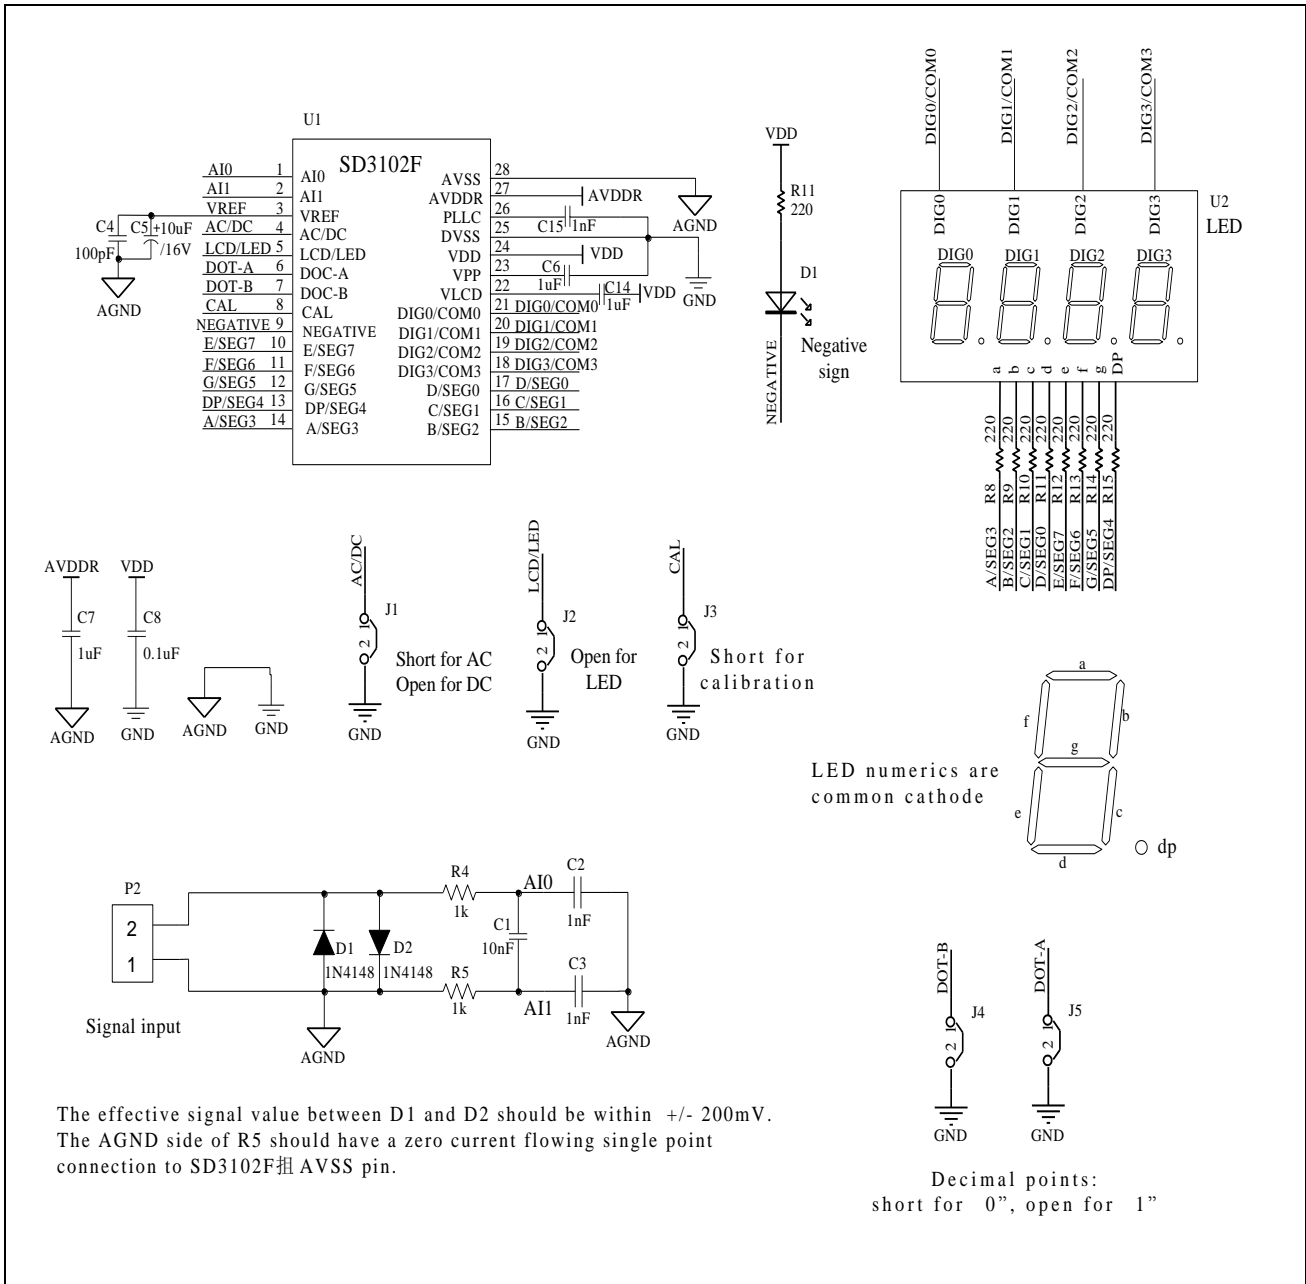 U1
SD3102F
AI0 1 AI0
AI1 2 AI1
VREF 3 VREF
AC/DC 4 AC/DC
LCD/LED 5 LCD/LED
DOT-A 6 DOC-A
DOT-B 7 DOC-B
CAL 8 CAL
NEGATIVE 9 NEGATIVE
E/SEG7 10 E/SEG7
F/SEG6 11 F/SEG6
G/SEG5 12 G/SEG5
DP/SEG4 13 DP/SEG4
A/SEG3 14 A/SEG3
AVSS 28
AVDDR 27 AVDDR
PLLC 26
DVSS 25
VDD 24 VDD
VPP 23
VLCD 22
DIG0/COM0 21 DIG0/COM0
DIG1/COM1 20 DIG1/COM1
DIG2/COM2 19 DIG2/COM2
DIG3/COM3 18 DIG3/COM3
D/SEG0 17 D/SEG0
C/SEG1 16 C/SEG1
B/SEG2 15 B/SEG2
C4
100pF
C5
+10uF
/16V
AGND
AGND
C15 1nF
C6
1uF
C14
1uF
VDD
GND
VDD
R11
220
D1
Negative
sign
NEGATIVE
DIG0/COM0
DIG1/COM1
DIG2/COM2
DIG3/COM3
U2
LED
DIG0
DIG1
DIG2
DIG3
DIG0 DIG1 DIG2 DIG3
a b c d e f g DP
220 220 220 220 220 220 220 220
R8 R9 R10 R11 R12 R13 R14 R15
A/SEG3
B/SEG2
C/SEG1
D/SEG0
E/SEG7
F/SEG6
G/SEG5
DP/SEG4
AVDDR VDD
C7
1uF
C8
0.1uF
AGND GND AGND GND
AC/DC
1 2
J1
Short for AC
Open for DC
GND
LCD/LED
1 2
J2
Open for
LED
GND
CAL
1 2
J3
Short for
calibration
GND
LED numerics are
common cathode
a
f
b
g
e
c
d
dp
P2
2
1
Signal input
D1
1N4148
D2
1N4148
R4
1k
R5
1k
AI0
AI1
C1
10nF
C2
1nF
C3
1nF
AGND
AGND
DOT-B
1 2
J4
GND
DOT-A
1 2
J5
GND
Decimal points:
short for 0”, open for 1”
The effective signal value between D1 and D2 should be within +/- 200mV.
The AGND side of R5 should have a zero current flowing single point
connection to SD3102F抯 AVSS pin.